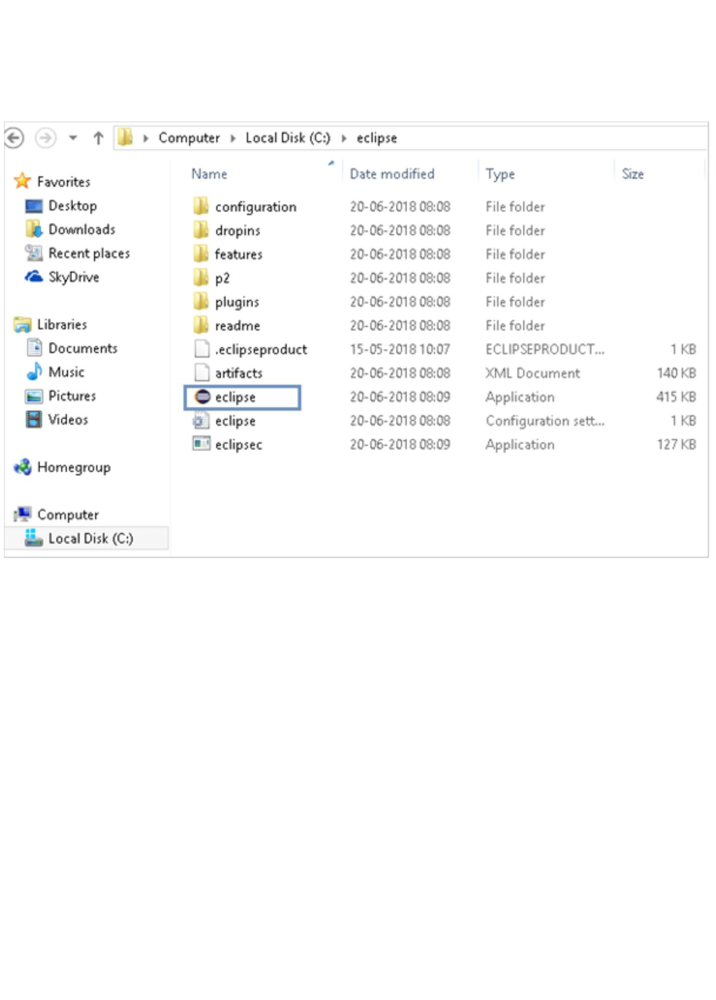 Computer Local Disk (C:) eclipse
Name Date modified Type Size
Favorites
Desktop
Downloads
Recent places
SkyDrive
Libraries
Documents
Music
Pictures
Videos
Homegroup
Computer
Local Disk (C:)
configuration 20-06-2018 08:08 File folder
dropins 20-06-2018 08:08 File folder
features 20-06-2018 08:08 File folder
p2 20-06-2018 08:08 File folder
plugins 20-06-2018 08:08 File folder
readme 20-06-2018 08:08 File folder
.eclipseproduct 15-05-2018 10:07 ECLIPSEPRODUCT... 1 KB
artifacts 20-06-2018 08:08 XML Document 140 KB
eclipse 20-06-2018 08:09 Application 415 KB
eclipse 20-06-2018 08:08 Configuration sett... 1 KB
eclipsec 20-06-2018 08:09 Application 127 KB